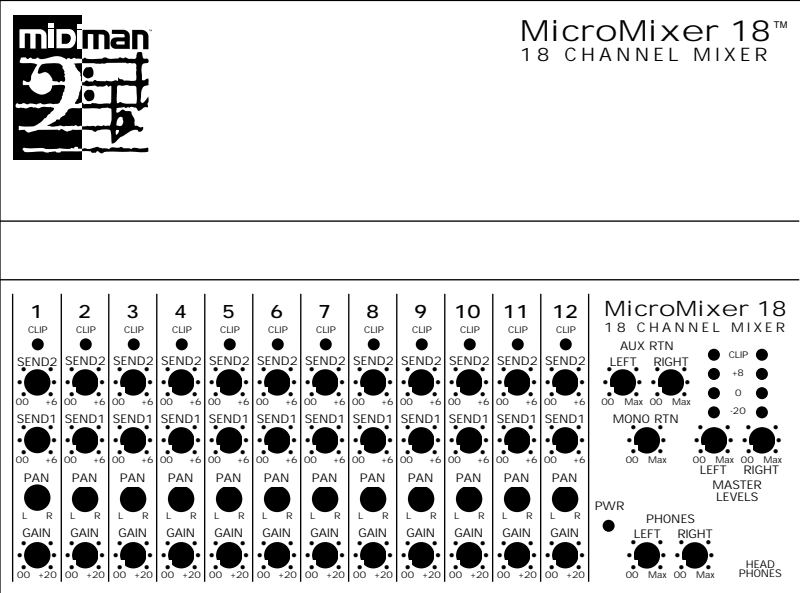 midiman
MicroMixer 18™
18 CHANNEL MIXER
1 2 3 4 5 6 7 8 9 10 11 12
CLIP CLIP CLIP CLIP CLIP CLIP CLIP CLIP CLIP CLIP CLIP CLIP
SEND2 SEND2 SEND2 SEND2 SEND2 SEND2 SEND2 SEND2 SEND2 SEND2 SEND2 SEND2
00 +6 00 +6 00 +6 00 +6 00 +6 00 +6 00 +6 00 +6 00 +6 00 +6 00 +6 00 +6
SEND1 SEND1 SEND1 SEND1 SEND1 SEND1 SEND1 SEND1 SEND1 SEND1 SEND1 SEND1
00 +6 00 +6 00 +6 00 +6 00 +6 00 +6 00 +6 00 +6 00 +6 00 +6 00 +6 00 +6
PAN PAN PAN PAN PAN PAN PAN PAN PAN PAN PAN PAN
L R L R L R L R L R L R L R L R L R L R L R L R
GAIN GAIN GAIN GAIN GAIN GAIN GAIN GAIN GAIN GAIN GAIN GAIN
00 +20 00 +20 00 +20 00 +20 00 +20 00 +20 00 +20 00 +20 00 +20 00 +20 00 +20 00 +20
MicroMixer 18
18 CHANNEL MIXER
AUX RTN
LEFT RIGHT
00 Max 00 Max
CLIP
+8
0
-20
MONO RTN
00 Max
00 Max 00 Max
LEFT RIGHT
MASTER
LEVELS
PWR
PHONES
LEFT RIGHT
00 Max 00 Max
HEAD
PHONES